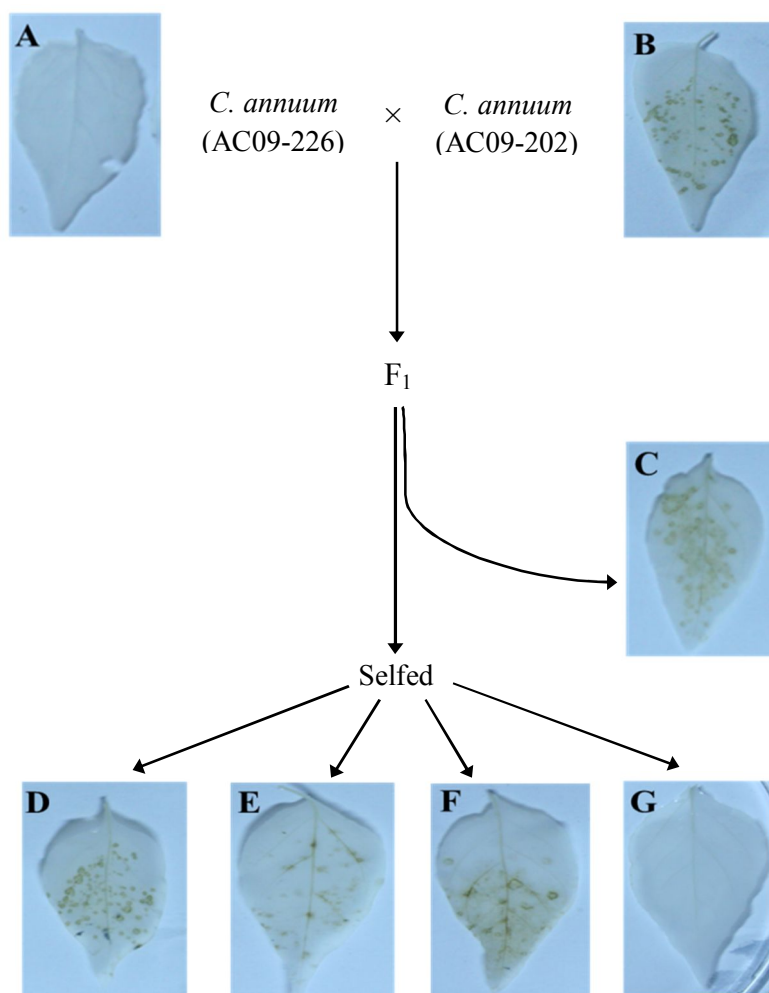 A
B
C. annuum × C. annuum
(AC09-226) (AC09-202)
F₁
C
Selfed
D E F G